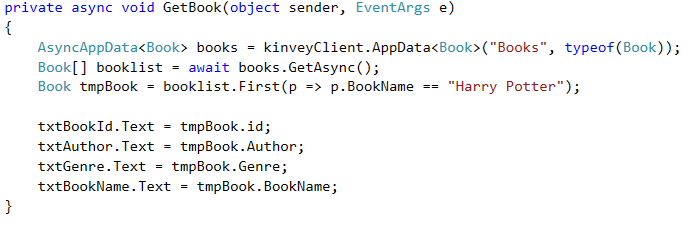 private async void GetBook(object sender, EventArgs e)
{
    AsyncAppData<Book> books = kinveyClient.AppData<Book>("Books", typeof(Book));
    Book[] booklist = await books.GetAsync();
    Book tmpBook = booklist.First(p => p.BookName == "Harry Potter");

    txtBookId.Text = tmpBook.id;
    txtAuthor.Text = tmpBook.Author;
    txtGenre.Text = tmpBook.Genre;
    txtBookName.Text = tmpBook.BookName;
}